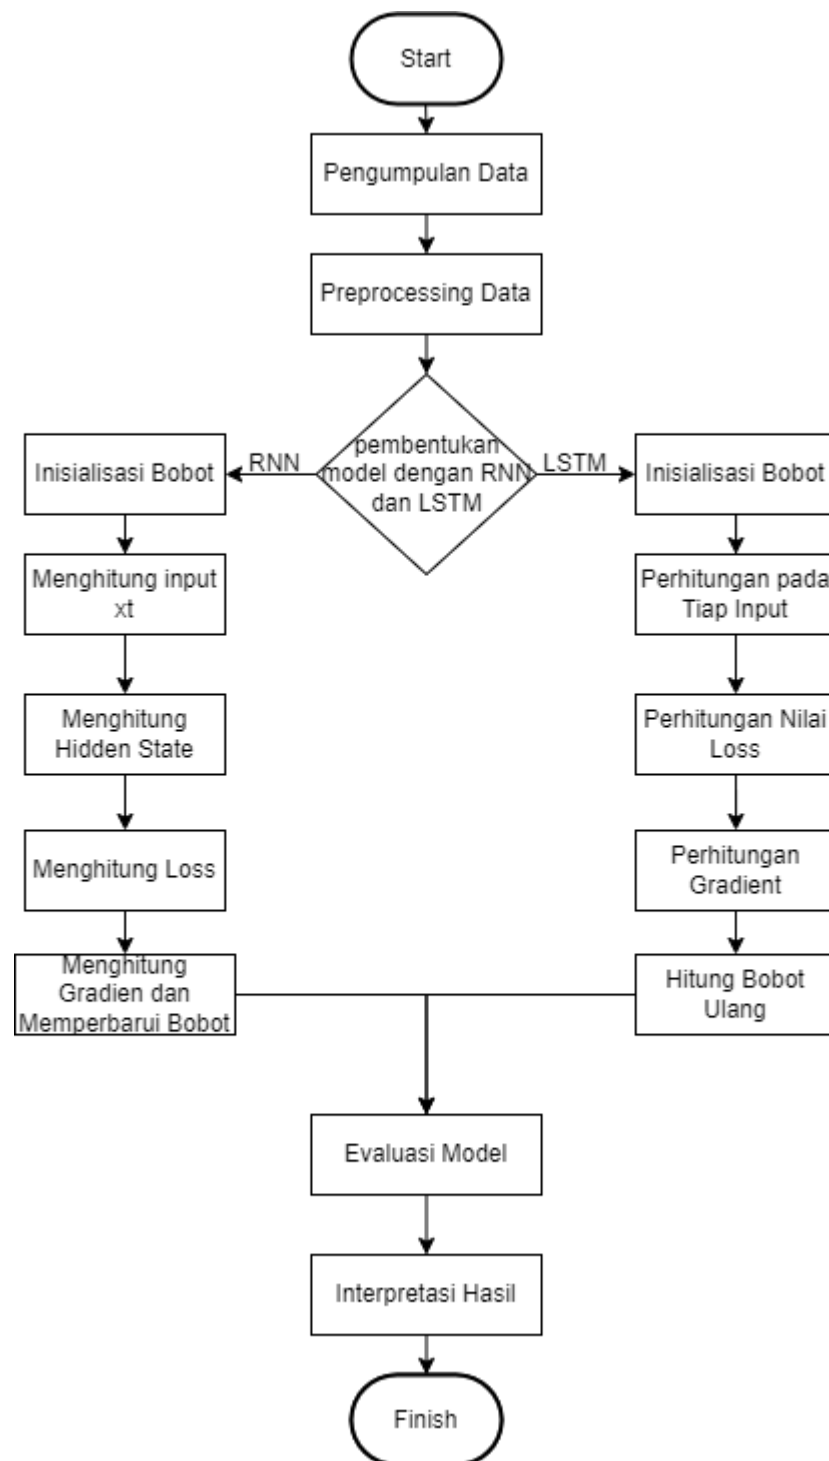 Start
Pengumpulan Data
Preprocessing Data
pembentukan
model dengan RNN
dan LSTM
RNN
LSTM
Inisialisasi Bobot
Menghitung input
xt
Menghitung
Hidden State
Menghitung Loss
Menghitung
Gradien dan
Memperbarui Bobot
Inisialisasi Bobot
Perhitungan pada
Tiap Input
Perhitungan Nilai
Loss
Perhitungan
Gradient
Hitung Bobot
Ulang
Evaluasi Model
Interpretasi Hasil
Finish